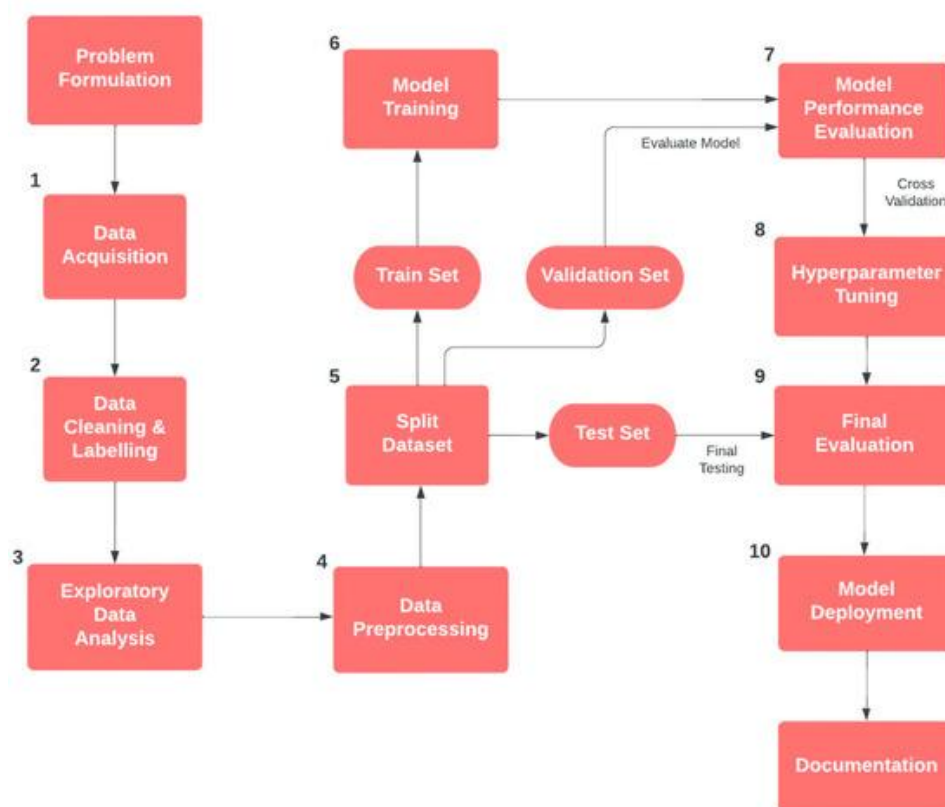 Problem
Formulation
1
Data
Acquisition
2
Data
Cleaning &
Labelling
3
Exploratory
Data
Analysis
4
Data
Preprocessing
5
Split
Dataset
Train Set
Validation Set
Test Set
Final
Testing
6
Model
Training
Evaluate Model
7
Model
Performance
Evaluation
Cross
Validation
8
Hyperparameter
Tuning
9
Final
Evaluation
10
Model
Deployment
Documentation